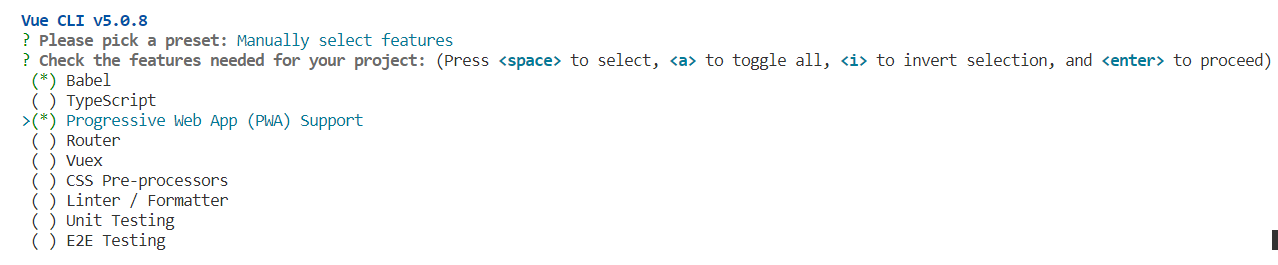 Vue CLI v5.0.8
? Please pick a preset: Manually select features
? Check the features needed for your project: (Press <space> to select, <a> to toggle all, <i> to invert selection, and <enter> to proceed)
(*) Babel
( ) TypeScript
>(*) Progressive Web App (PWA) Support
( ) Router
( ) Vuex
( ) CSS Pre-processors
( ) Linter / Formatter
( ) Unit Testing
( ) E2E Testing